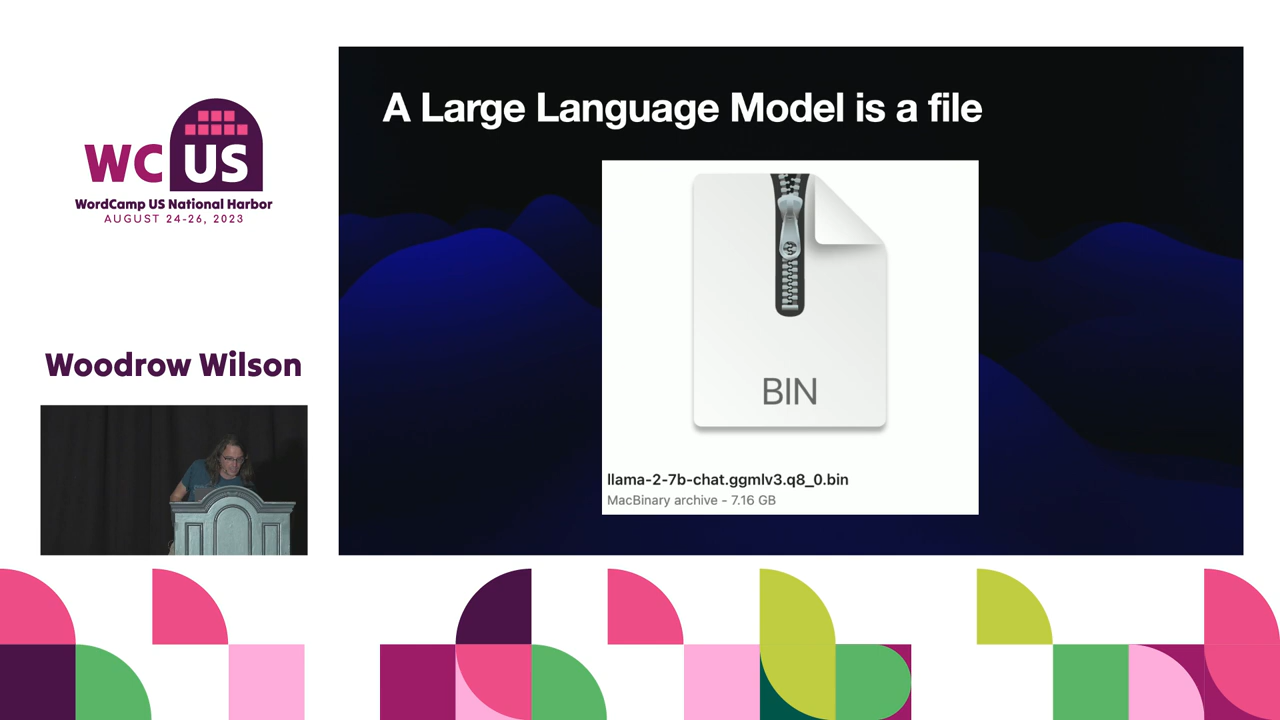 WC US
WordCamp US National Harbor
AUGUST 24-26, 2023
Woodrow Wilson
A Large Language Model is a file
BIN
llama-2-7b-chat.ggmlv3.q8_0.bin
MacBinary archive - 7.16 GB